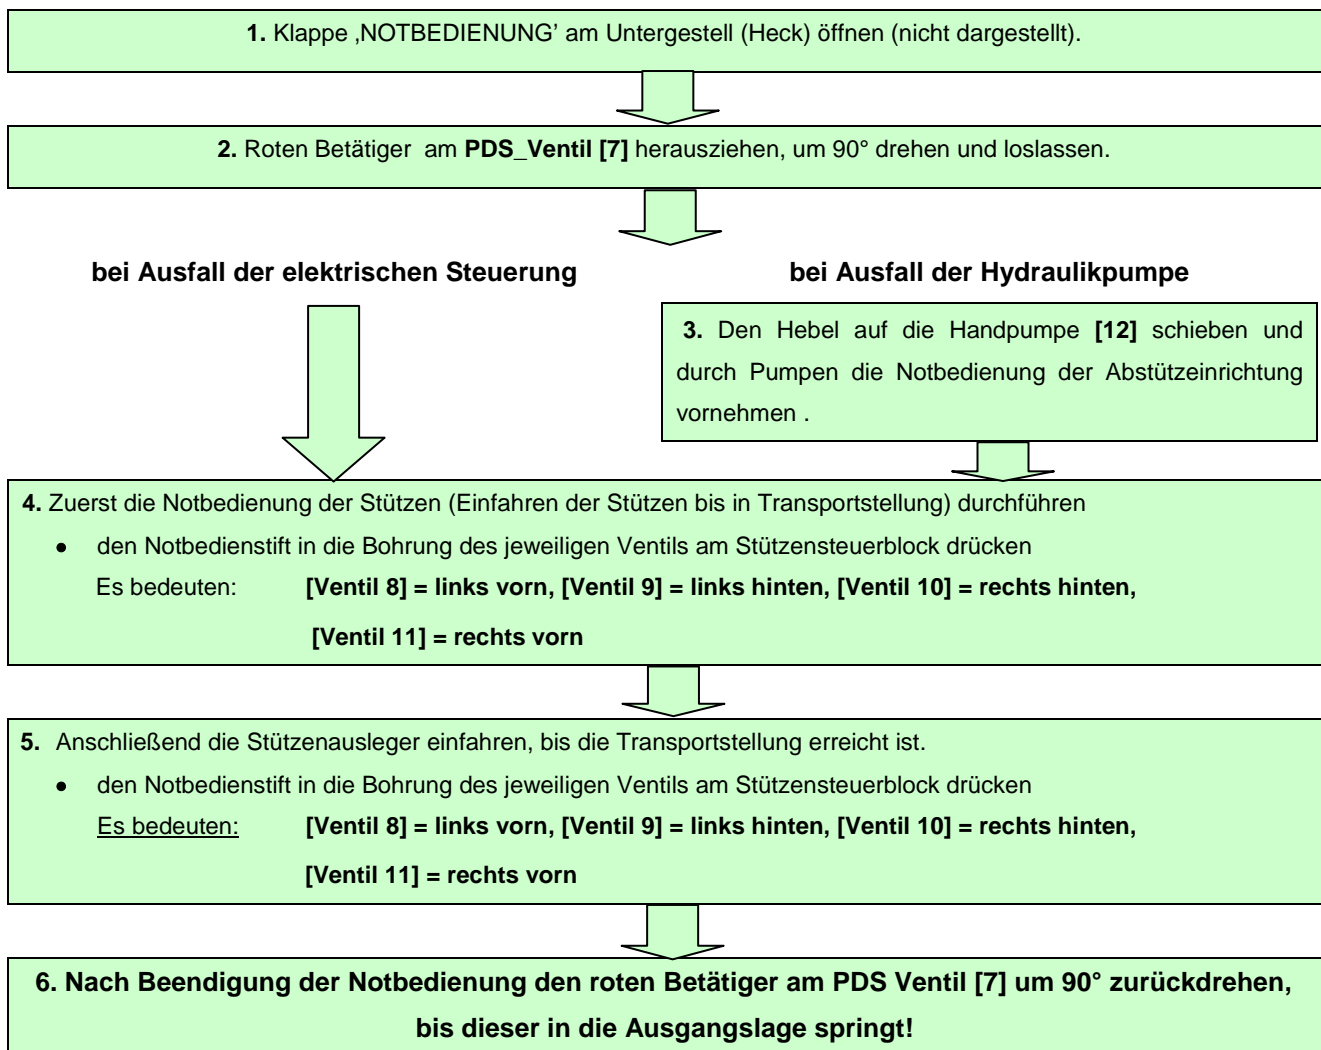 1. Klappe ‚NOTBEDIENUNG’ am Untergestell (Heck) öffnen (nicht dargestellt).
2. Roten Betätiger am PDS_Ventil [7] herausziehen, um 90° drehen und loslassen.
bei Ausfall der elektrischen Steuerung
bei Ausfall der Hydraulikpumpe
3. Den Hebel auf die Handpumpe [12] schieben und
durch Pumpen die Notbedienung der Abstützeinrichtung
vornehmen .
4. Zuerst die Notbedienung der Stützen (Einfahren der Stützen bis in Transportstellung) durchführen
• den Notbedienstift in die Bohrung des jeweiligen Ventils am Stützensteuerblock drücken
Es bedeuten: [Ventil 8] = links vorn, [Ventil 9] = links hinten, [Ventil 10] = rechts hinten,
[Ventil 11] = rechts vorn
5. Anschließend die Stützenausleger einfahren, bis die Transportstellung erreicht ist.
• den Notbedienstift in die Bohrung des jeweiligen Ventils am Stützensteuerblock drücken
Es bedeuten: [Ventil 8] = links vorn, [Ventil 9] = links hinten, [Ventil 10] = rechts hinten,
[Ventil 11] = rechts vorn
6. Nach Beendigung der Notbedienung den roten Betätiger am PDS Ventil [7] um 90° zurückdrehen,
bis dieser in die Ausgangslage springt!